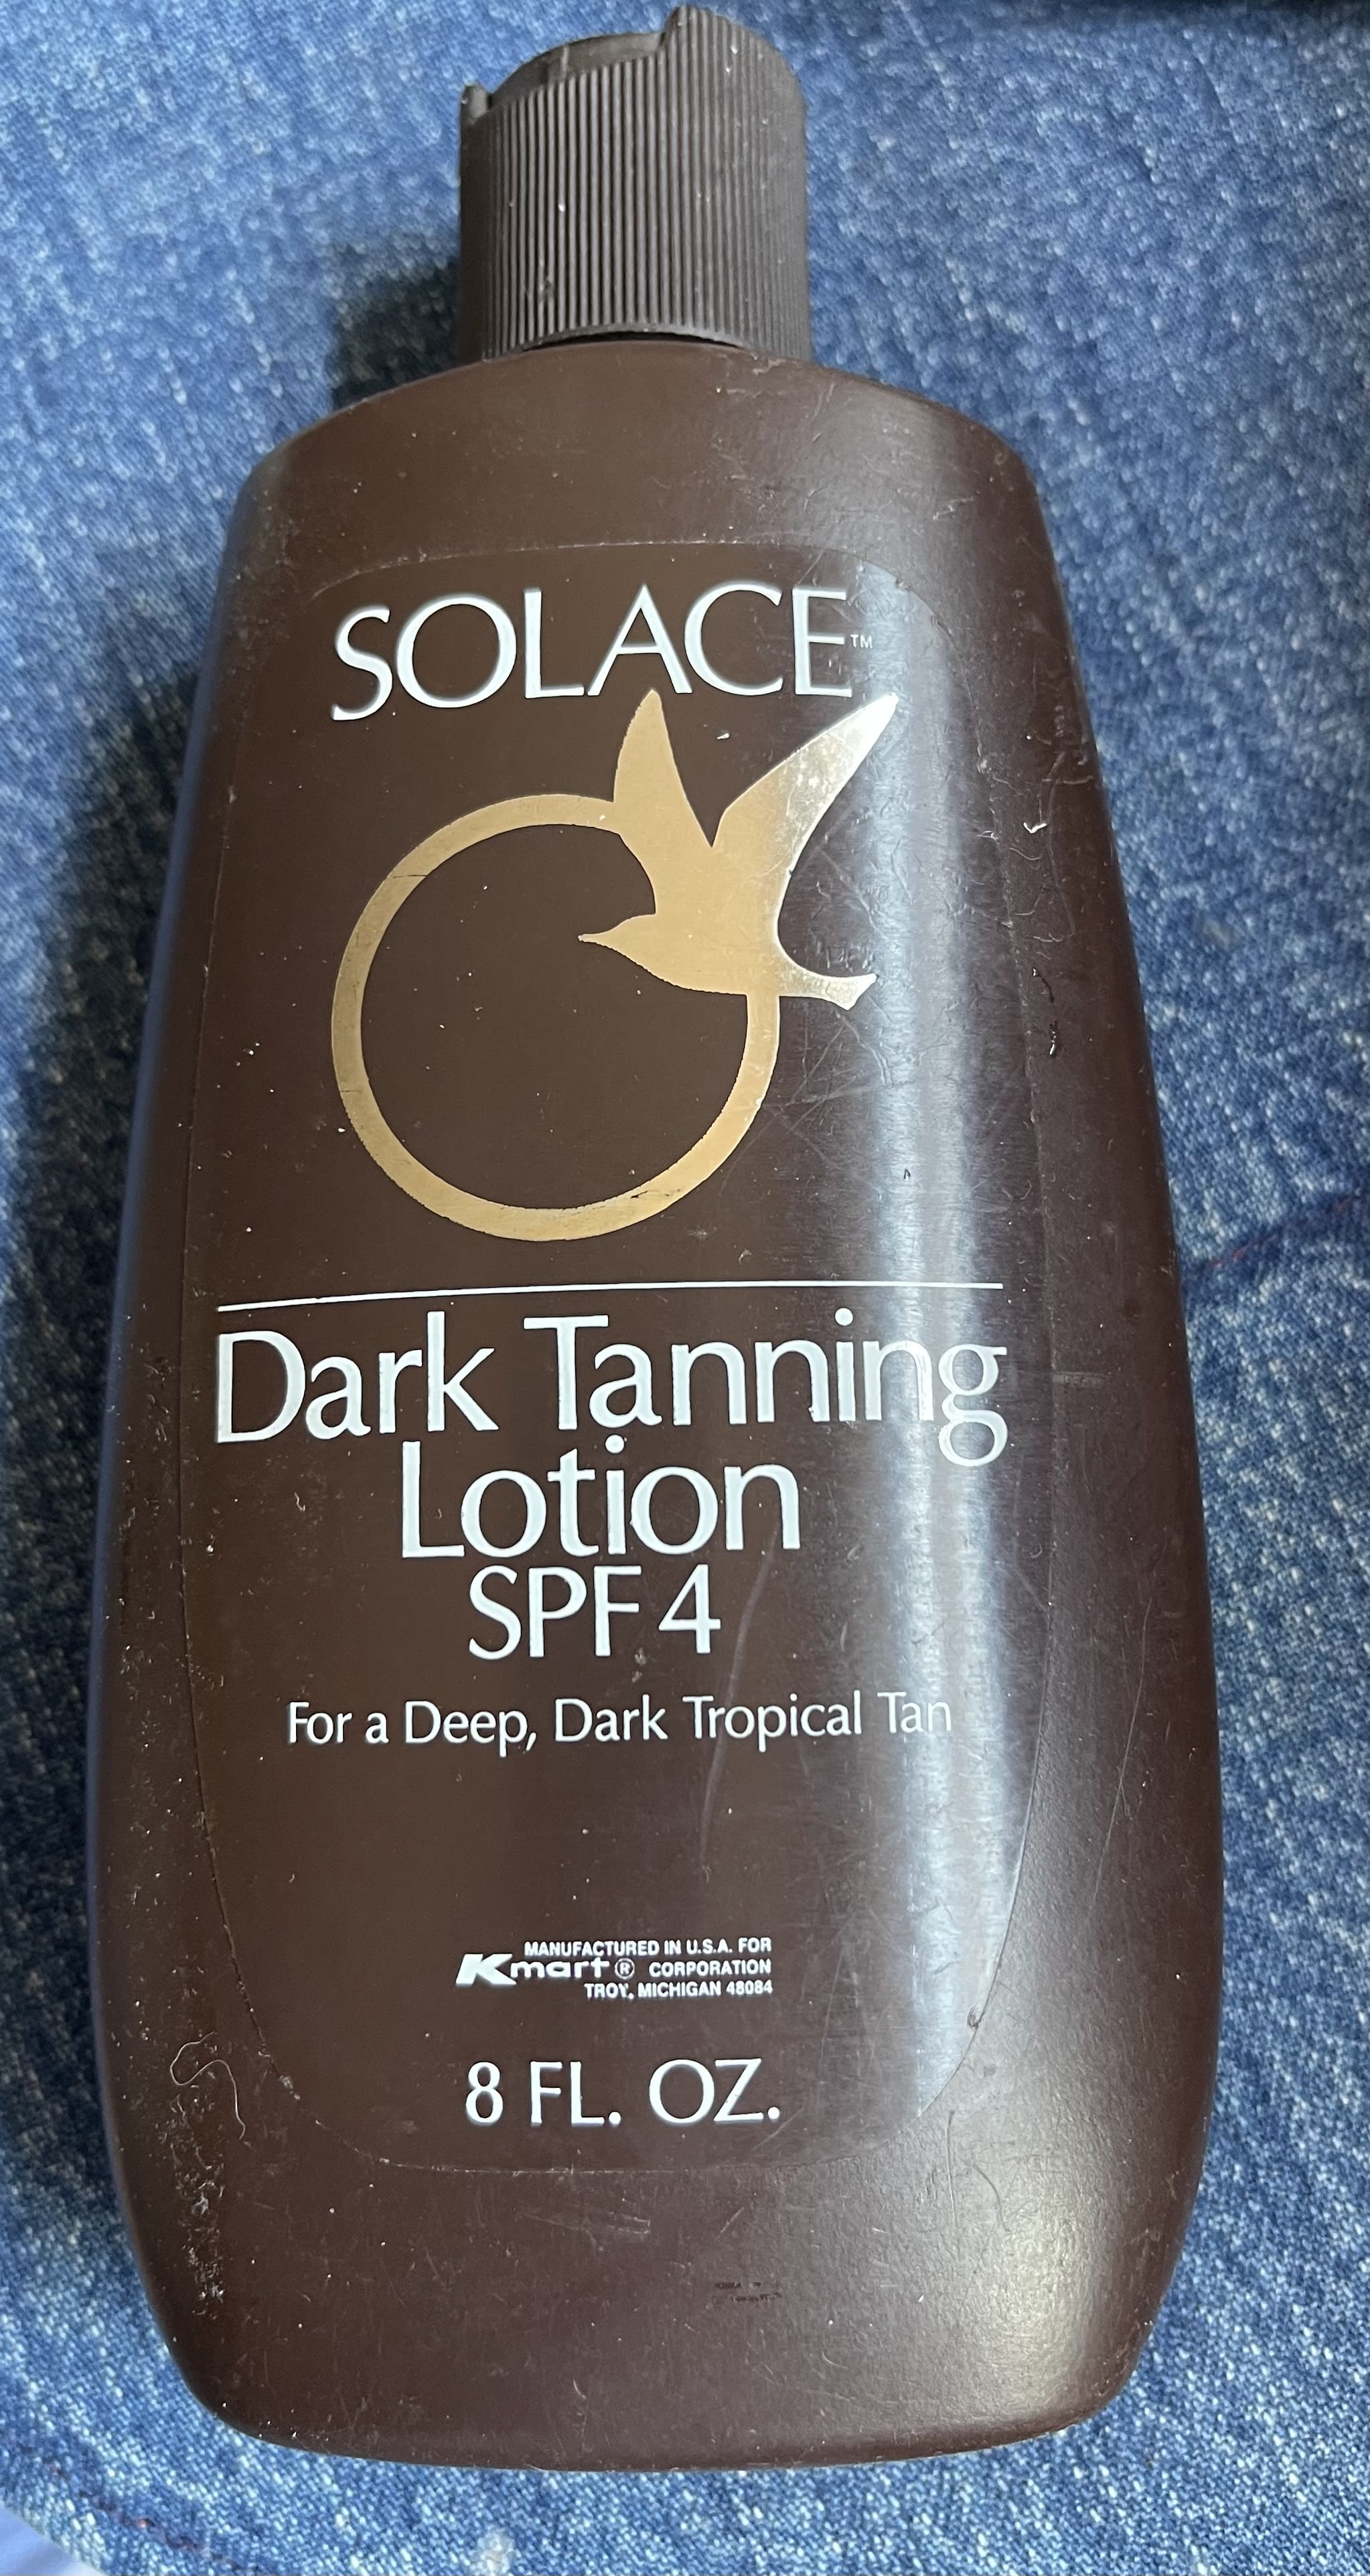 SOLACE™
Dark Tanning
Lotion
SPF 4
For a Deep, Dark Tropical Tan
MANUFACTURED IN U.S.A. FOR
Kmart® CORPORATION
TROY, MICHIGAN 48084
8 FL. OZ.